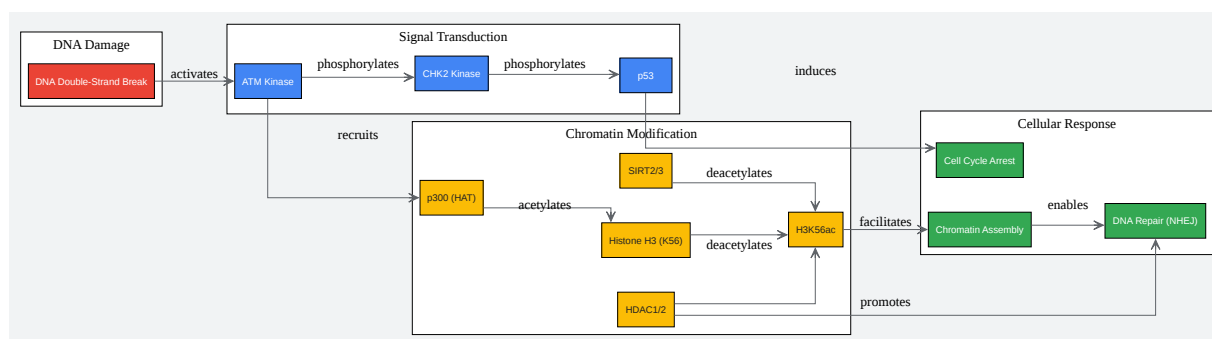 DNA Damage
DNA Double-Strand Break
activates
Signal Transduction
ATM Kinase
phosphorylates
CHK2 Kinase
phosphorylates
p53
induces
recruits
Chromatin Modification
SIRT2/3
deacetylates
p300 (HAT)
acetylates
Histone H3 (K56)
deacetylates
H3K56ac
HDAC1/2
facilitates
promotes
Cellular Response
Cell Cycle Arrest
Chromatin Assembly
enables
DNA Repair (NHEJ)